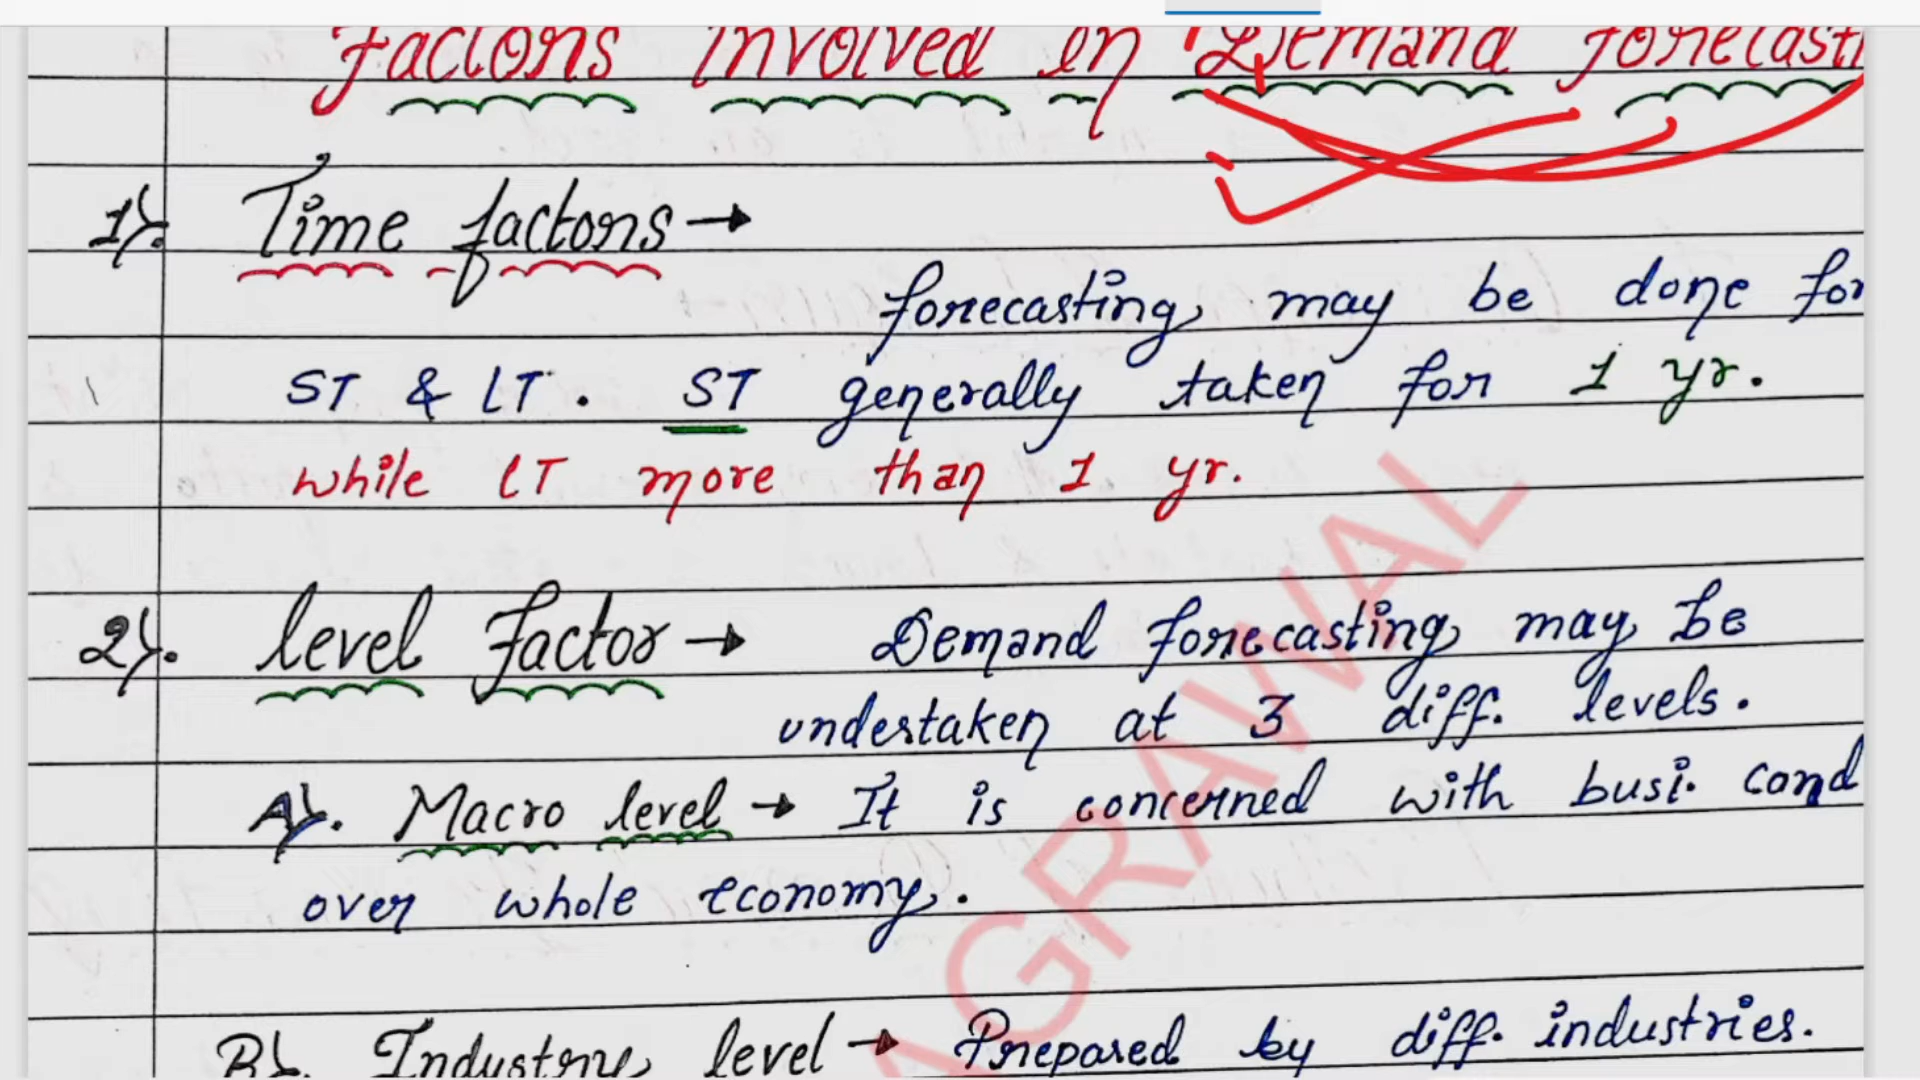 Factors involved in Demand forecasti
1). Time factors →
forecasting may be done for
ST & LT. ST generally taken for 1 yr.
while LT more than 1 yr.
2). level factor → Demand forecasting may be
undertaken at 3 diff. levels.
A). Macro level → It is concerned with busi. cond
over whole economy.
B). Industry level → Prepared by diff. industries.
AGRAWAL